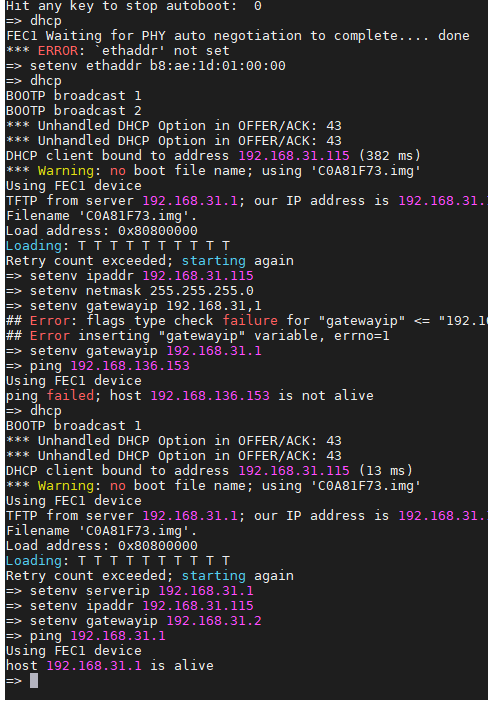 Hit any key to stop autoboot:  0
=> dhcp
FEC1 Waiting for PHY auto negotiation to complete.... done
*** ERROR: `ethaddr' not set
=> setenv ethaddr b8:ae:1d:01:00:00
=> dhcp
BOOTP broadcast 1
BOOTP broadcast 2
*** Unhandled DHCP Option in OFFER/ACK: 43
*** Unhandled DHCP Option in OFFER/ACK: 43
DHCP client bound to address 192.168.31.115 (382 ms)
*** Warning: no boot file name; using 'C0A81F73.img'
Using FEC1 device
TFTP from server 192.168.31.1; our IP address is 192.168.31.
Filename 'C0A81F73.img'.
Load address: 0x80800000
Loading: T T T T T T T T T T
Retry count exceeded; starting again
=> setenv ipaddr 192.168.31.115
=> setenv netmask 255.255.255.0
=> setenv gatewayip 192.168.31,1
## Error: flags type check failure for "gatewayip" <= "192.16
## Error inserting "gatewayip" variable, errno=1
=> setenv gatewayip 192.168.31.1
=> ping 192.168.136.153
Using FEC1 device
ping failed; host 192.168.136.153 is not alive
=> dhcp
BOOTP broadcast 1
*** Unhandled DHCP Option in OFFER/ACK: 43
*** Unhandled DHCP Option in OFFER/ACK: 43
DHCP client bound to address 192.168.31.115 (13 ms)
*** Warning: no boot file name; using 'C0A81F73.img'
Using FEC1 device
TFTP from server 192.168.31.1; our IP address is 192.168.31.
Filename 'C0A81F73.img'.
Load address: 0x80800000
Loading: T T T T T T T T T T
Retry count exceeded; starting again
=> setenv serverip 192.168.31.1
=> setenv ipaddr 192.168.31.115
=> setenv gatewayip 192.168.31.2
=> ping 192.168.31.1
Using FEC1 device
host 192.168.31.1 is alive
=>